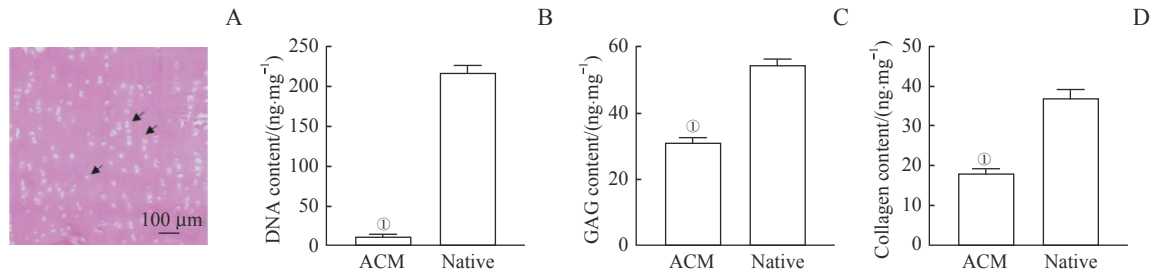 A
100 μm
B
DNA content/(ng·mg⁻¹)
250
200
150
100
50
0
①
ACM Native
C
GAG content/(ng·mg⁻¹)
60
40
20
0
①
ACM Native
D
Collagen content/(ng·mg⁻¹)
50
40
30
20
10
0
①
ACM Native